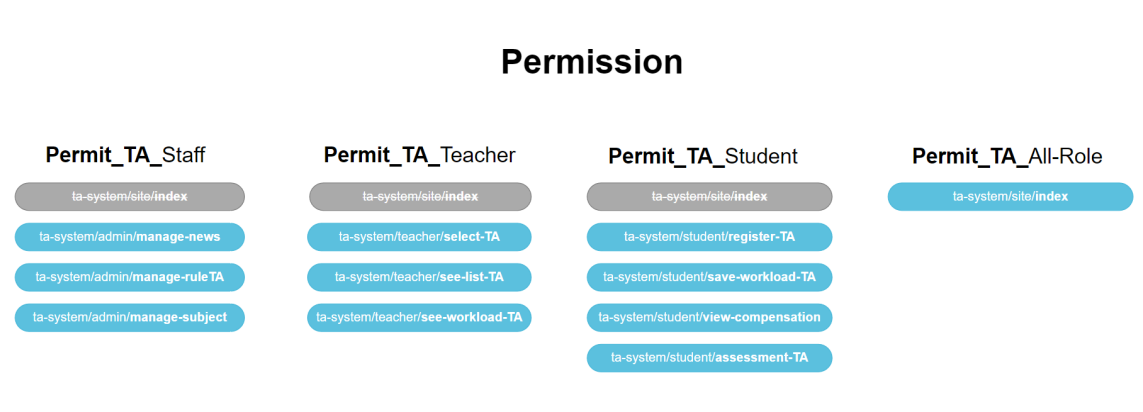 Permission
Permit_TA_Staff
ta-system/site/index
ta-system/admin/manage-news
ta-system/admin/manage-ruleTA
ta-system/admin/manage-subject
Permit_TA_Teacher
ta-system/site/index
ta-system/teacher/select-TA
ta-system/teacher/see-list-TA
ta-system/teacher/see-workload-TA
Permit_TA_Student
ta-system/site/index
ta-system/student/register-TA
ta-system/student/save-workload-TA
ta-system/student/view-compensation
ta-system/student/assessment-TA
Permit_TA_All-Role
ta-system/site/index